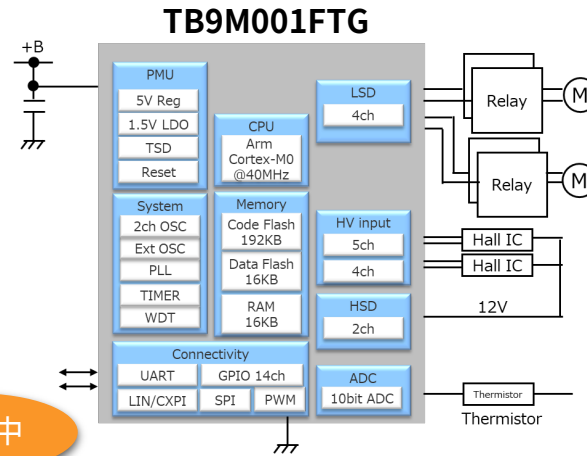 TB9M001FTG
+B
PMU
5V Reg
1.5V LDO
TSD
Reset
CPU
Arm
Cortex-M0
@40MHz
LSD
4ch
Relay
M
Relay
M
System
2ch OSC
Ext OSC
PLL
TIMER
WDT
Memory
Code Flash
192KB
Data Flash
16KB
RAM
16KB
HV input
5ch
4ch
Hall IC
Hall IC
12V
HSD
2ch
Connectivity
UART
GPIO 14ch
LIN/CXPI
SPI
PWM
ADC
10bit ADC
Thermistor
Thermistor
中